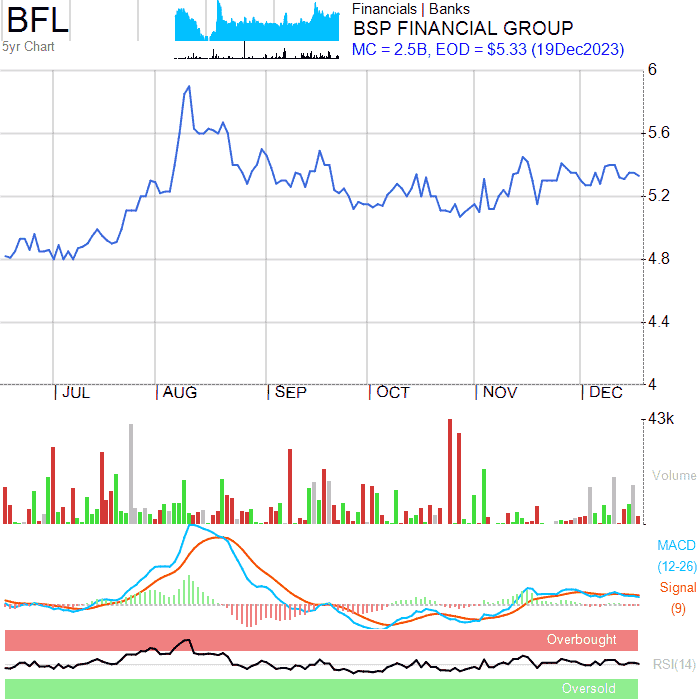 BFL
5yr Chart
Financials | Banks
BSP FINANCIAL GROUP
MC = 2.5B, EOD = $5.33 (19Dec2023)
6
5.6
5.2
4.8
4.4
4
JUL AUG SEP OCT NOV DEC
43k
Volume
MACD
(12-26)
Signal
(9)
Overbought
RSI(14)
Oversold